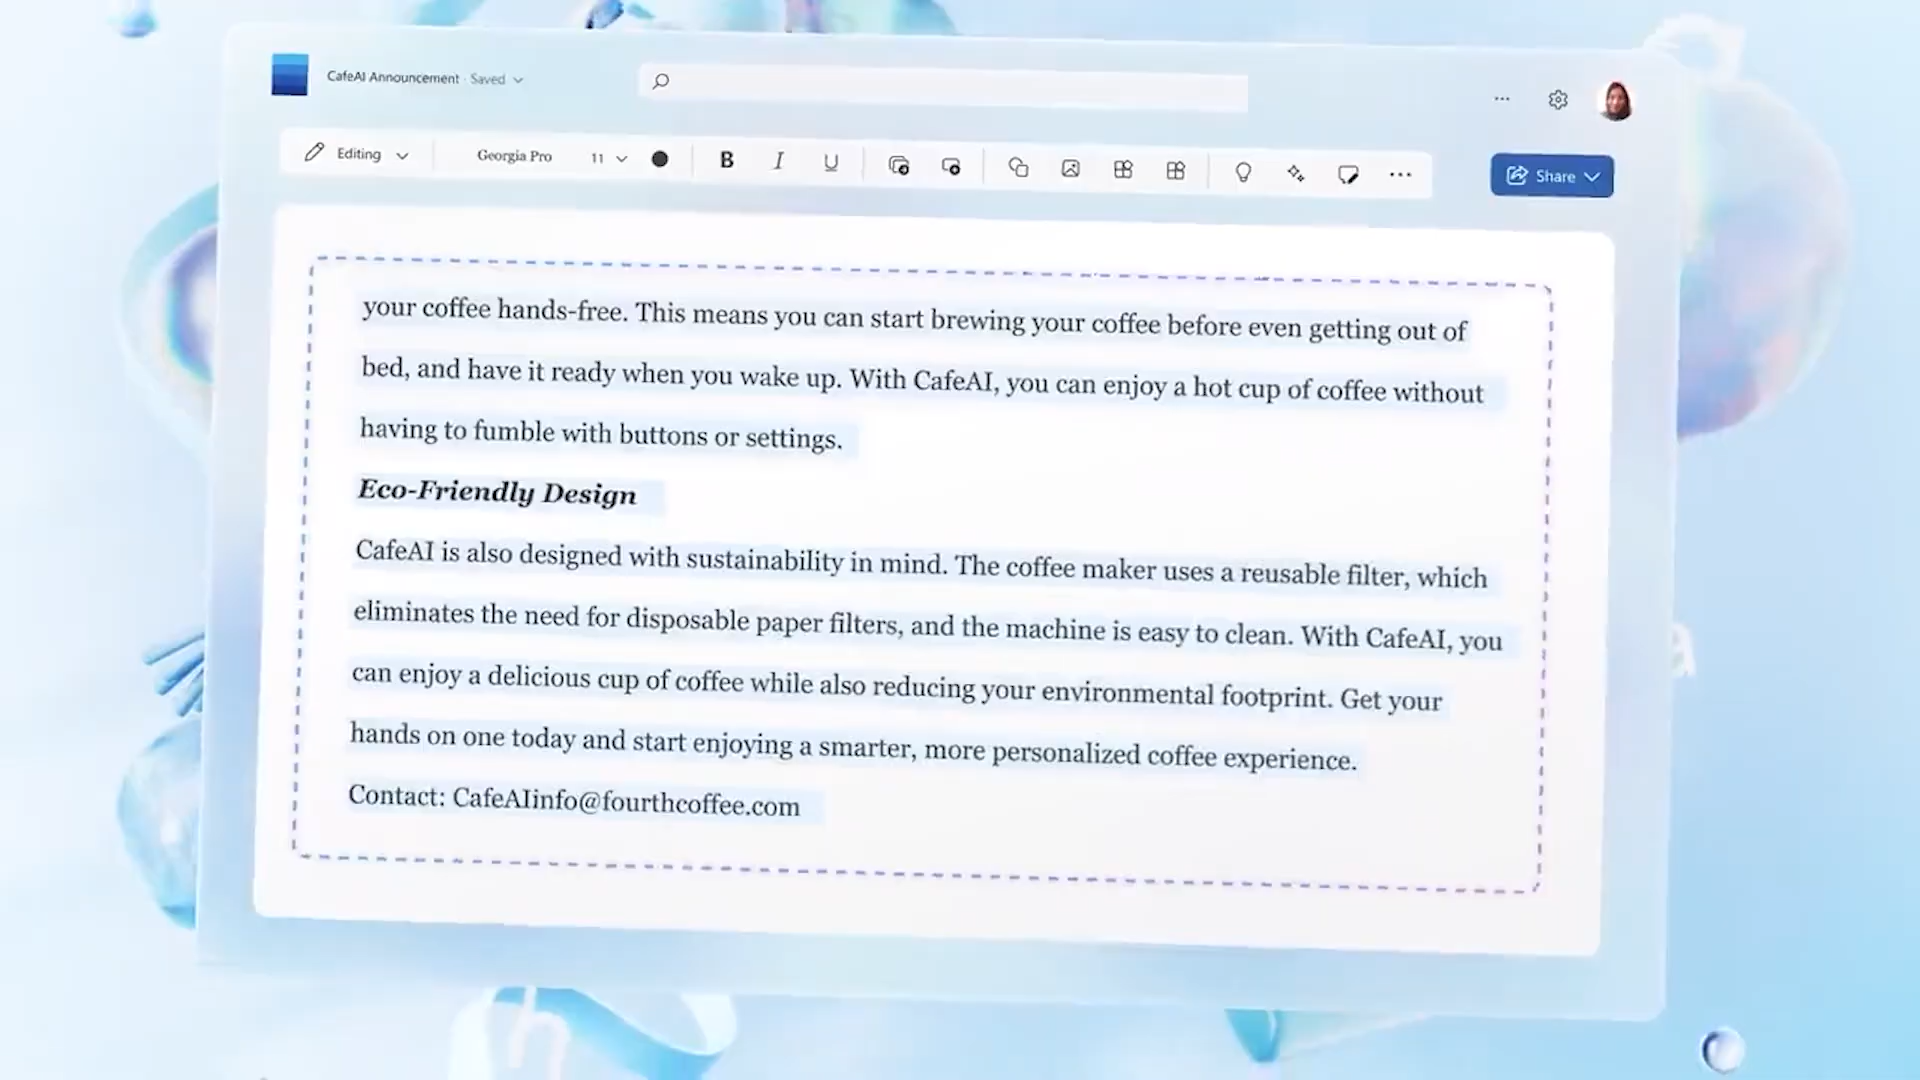 CafeAI Announcement · Saved
Editing
Georgia Pro
11
B
I
U
Share
your coffee hands-free. This means you can start brewing your coffee before even getting out of
bed, and have it ready when you wake up. With CafeAI, you can enjoy a hot cup of coffee without
having to fumble with buttons or settings.
Eco-Friendly Design
CafeAI is also designed with sustainability in mind. The coffee maker uses a reusable filter, which
eliminates the need for disposable paper filters, and the machine is easy to clean. With CafeAI, you
can enjoy a delicious cup of coffee while also reducing your environmental footprint. Get your
hands on one today and start enjoying a smarter, more personalized coffee experience.
Contact: CafeAIinfo@fourthcoffee.com
h